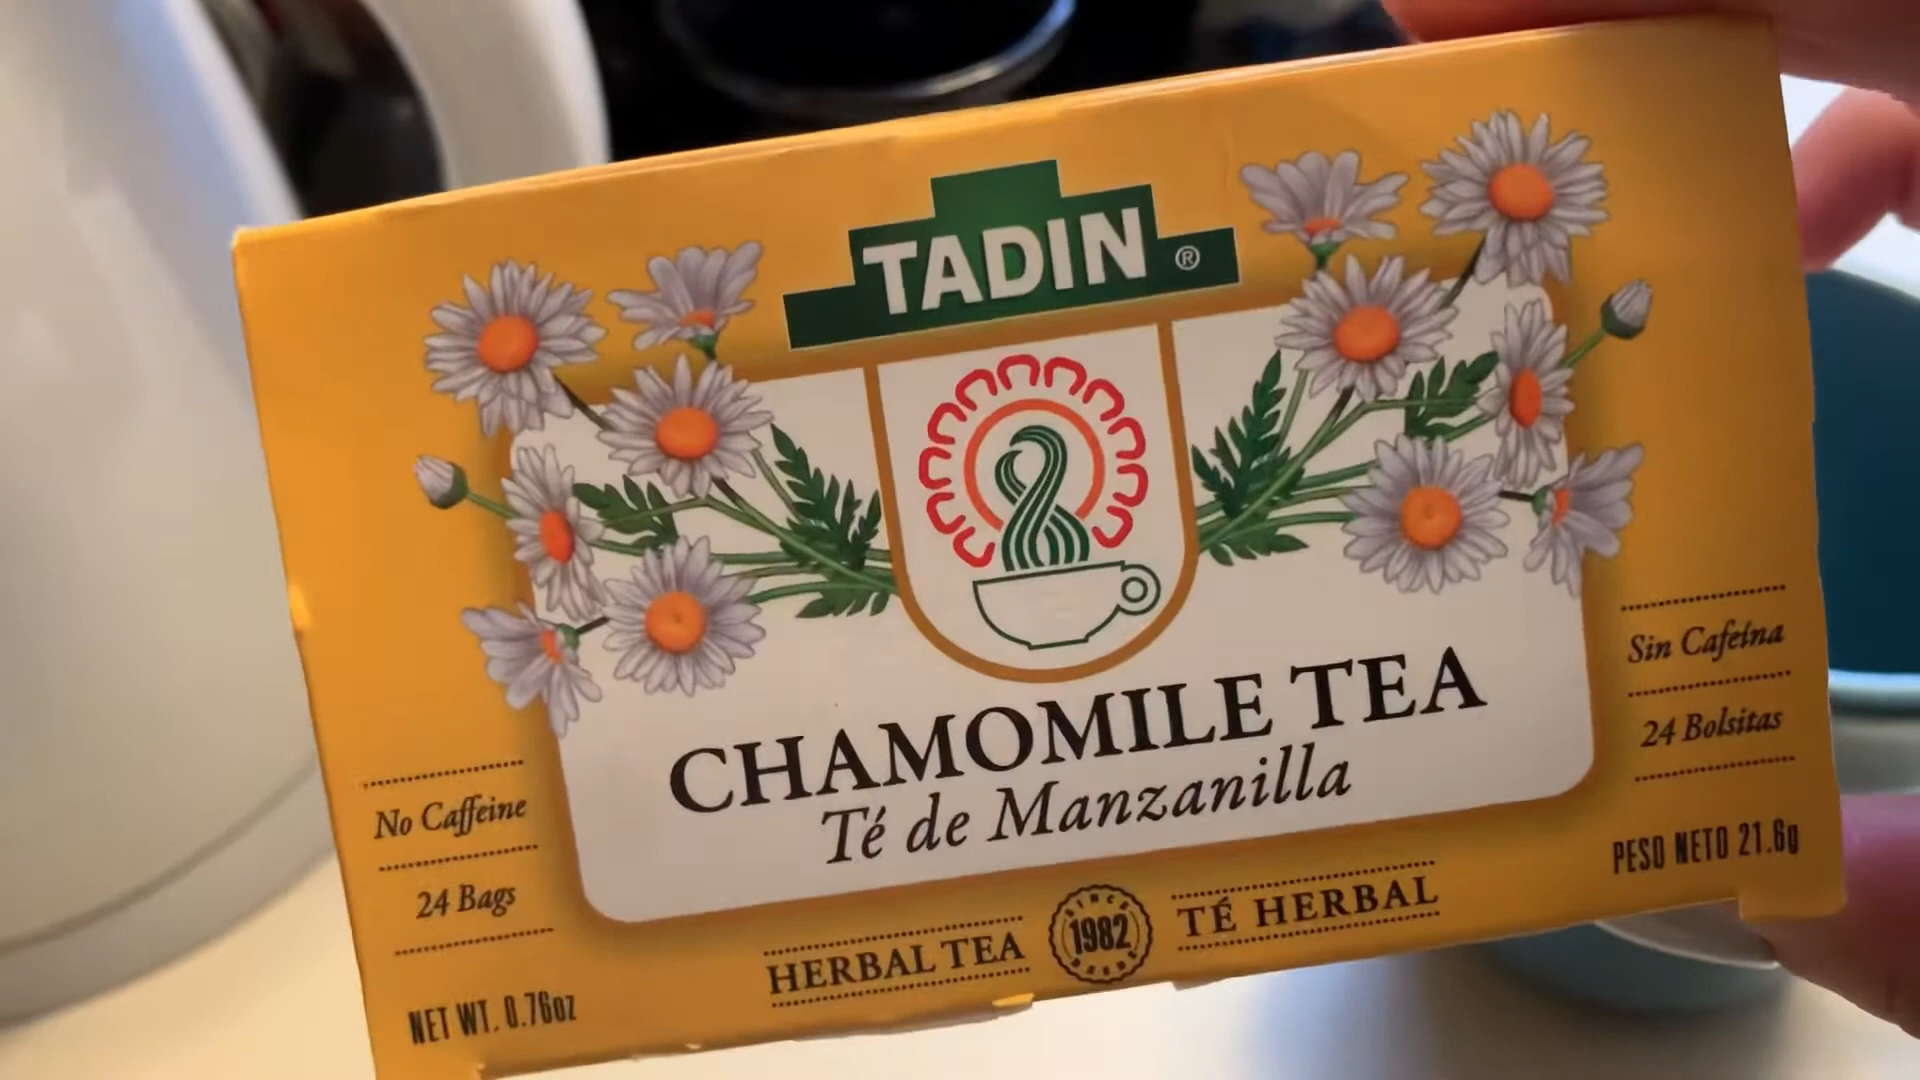 TADIN®
CHAMOMILE TEA
Té de Manzanilla
No Caffeine
24 Bags
NET WT. 0.76oz
HERBAL TEA
SINCE
1982
TÉ HERBAL
Sin Cafeína
24 Bolsitas
PESO NETO 21.6g